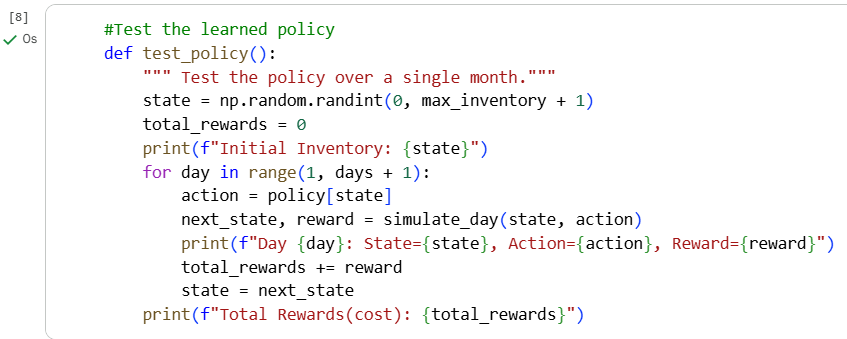 [8]
0s
#Test the learned policy
def test_policy():
    """ Test the policy over a single month."""
    state = np.random.randint(0, max_inventory + 1)
    total_rewards = 0
    print(f"Initial Inventory: {state}")
    for day in range(1, days + 1):
        action = policy[state]
        next_state, reward = simulate_day(state, action)
        print(f"Day {day}: State={state}, Action={action}, Reward={reward}")
        total_rewards += reward
        state = next_state
    print(f"Total Rewards(cost): {total_rewards}")